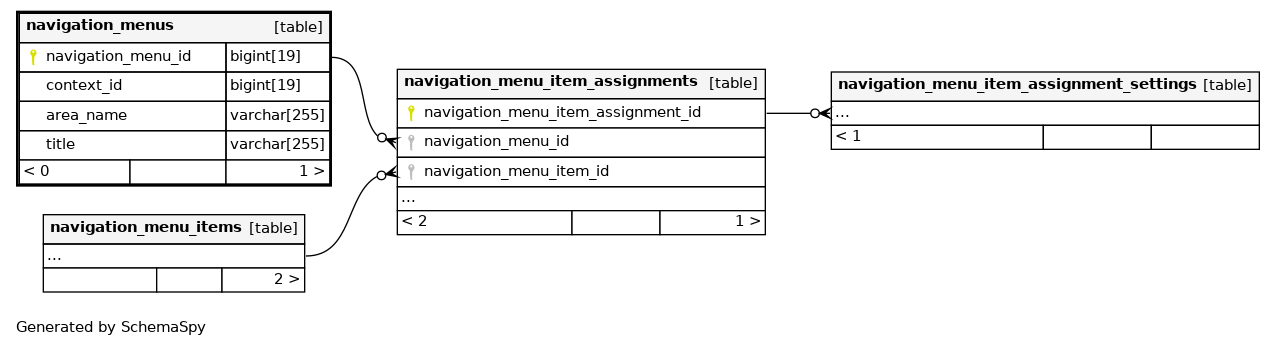 navigation_menus [table]
navigation_menu_id bigint[19]
context_id bigint[19]
area_name varchar[255]
title varchar[255]
< 0 1 >
navigation_menu_item_assignments [table]
navigation_menu_item_assignment_id
navigation_menu_id
navigation_menu_item_id
...
< 2 1 >
navigation_menu_item_assignment_settings [table]
...
< 1
navigation_menu_items [table]
...
2 >
Generated by SchemaSpy